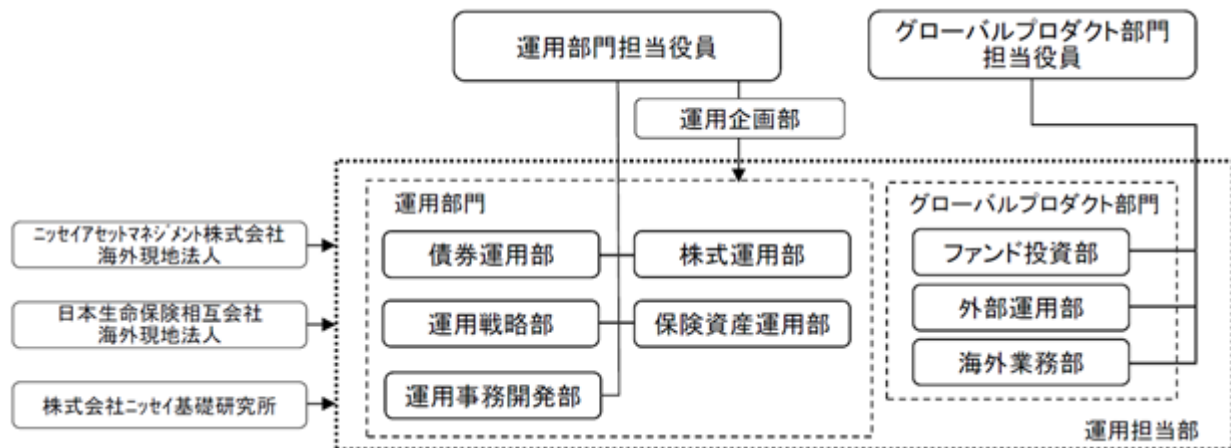 運用部門担当役員
グローバルプロダクト部門
担当役員
運用企画部
運用部門
グローバルプロダクト部門
ニッセイアセットマネジメント株式会社
海外現地法人
債券運用部
株式運用部
ファンド投資部
日本生命保険相互会社
海外現地法人
運用戦略部
保険資産運用部
外部運用部
海外業務部
株式会社ニッセイ基礎研究所
運用事務開発部
運用担当部